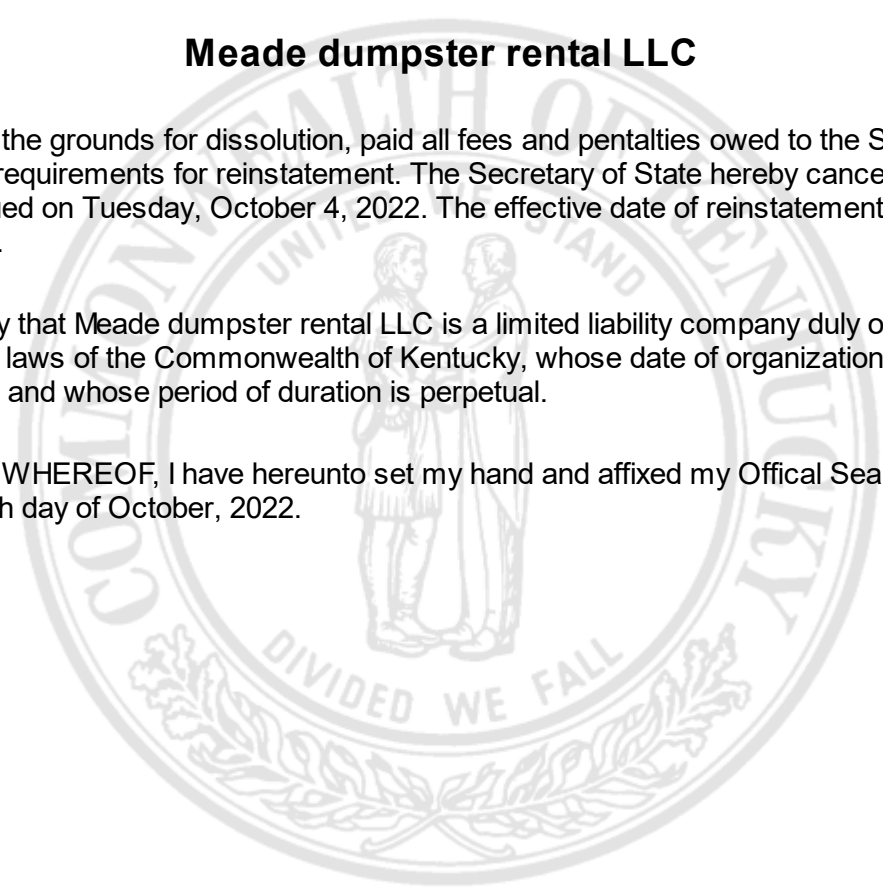 Meade dumpster rental LLC
the grounds for dissolution, paid all fees and pentalties owed to the S
requirements for reinstatement. The Secretary of State hereby cance
ued on Tuesday, October 4, 2022. The effective date of reinstatement
.
y that Meade dumpster rental LLC is a limited liability company duly o
laws of the Commonwealth of Kentucky, whose date of organization
and whose period of duration is perpetual.
WHEREOF, I have hereunto set my hand and affixed my Offical Sea
h day of October, 2022.
COMMONWEALTH OF KENTUCKY
UNITED WE STAND
DIVIDED WE FALL